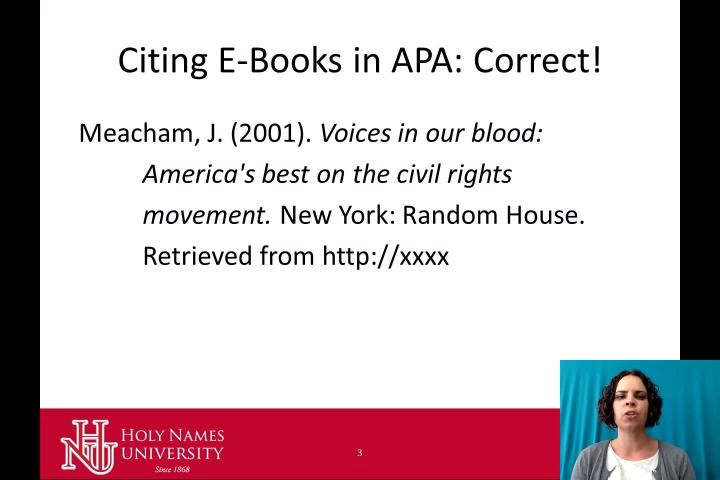 Citing E-Books in APA: Correct!
Meacham, J. (2001). Voices in our blood:
America's best on the civil rights
movement. New York: Random House.
Retrieved from http://xxxx
HNU
HOLY NAMES
UNIVERSITY
Since 1868
3